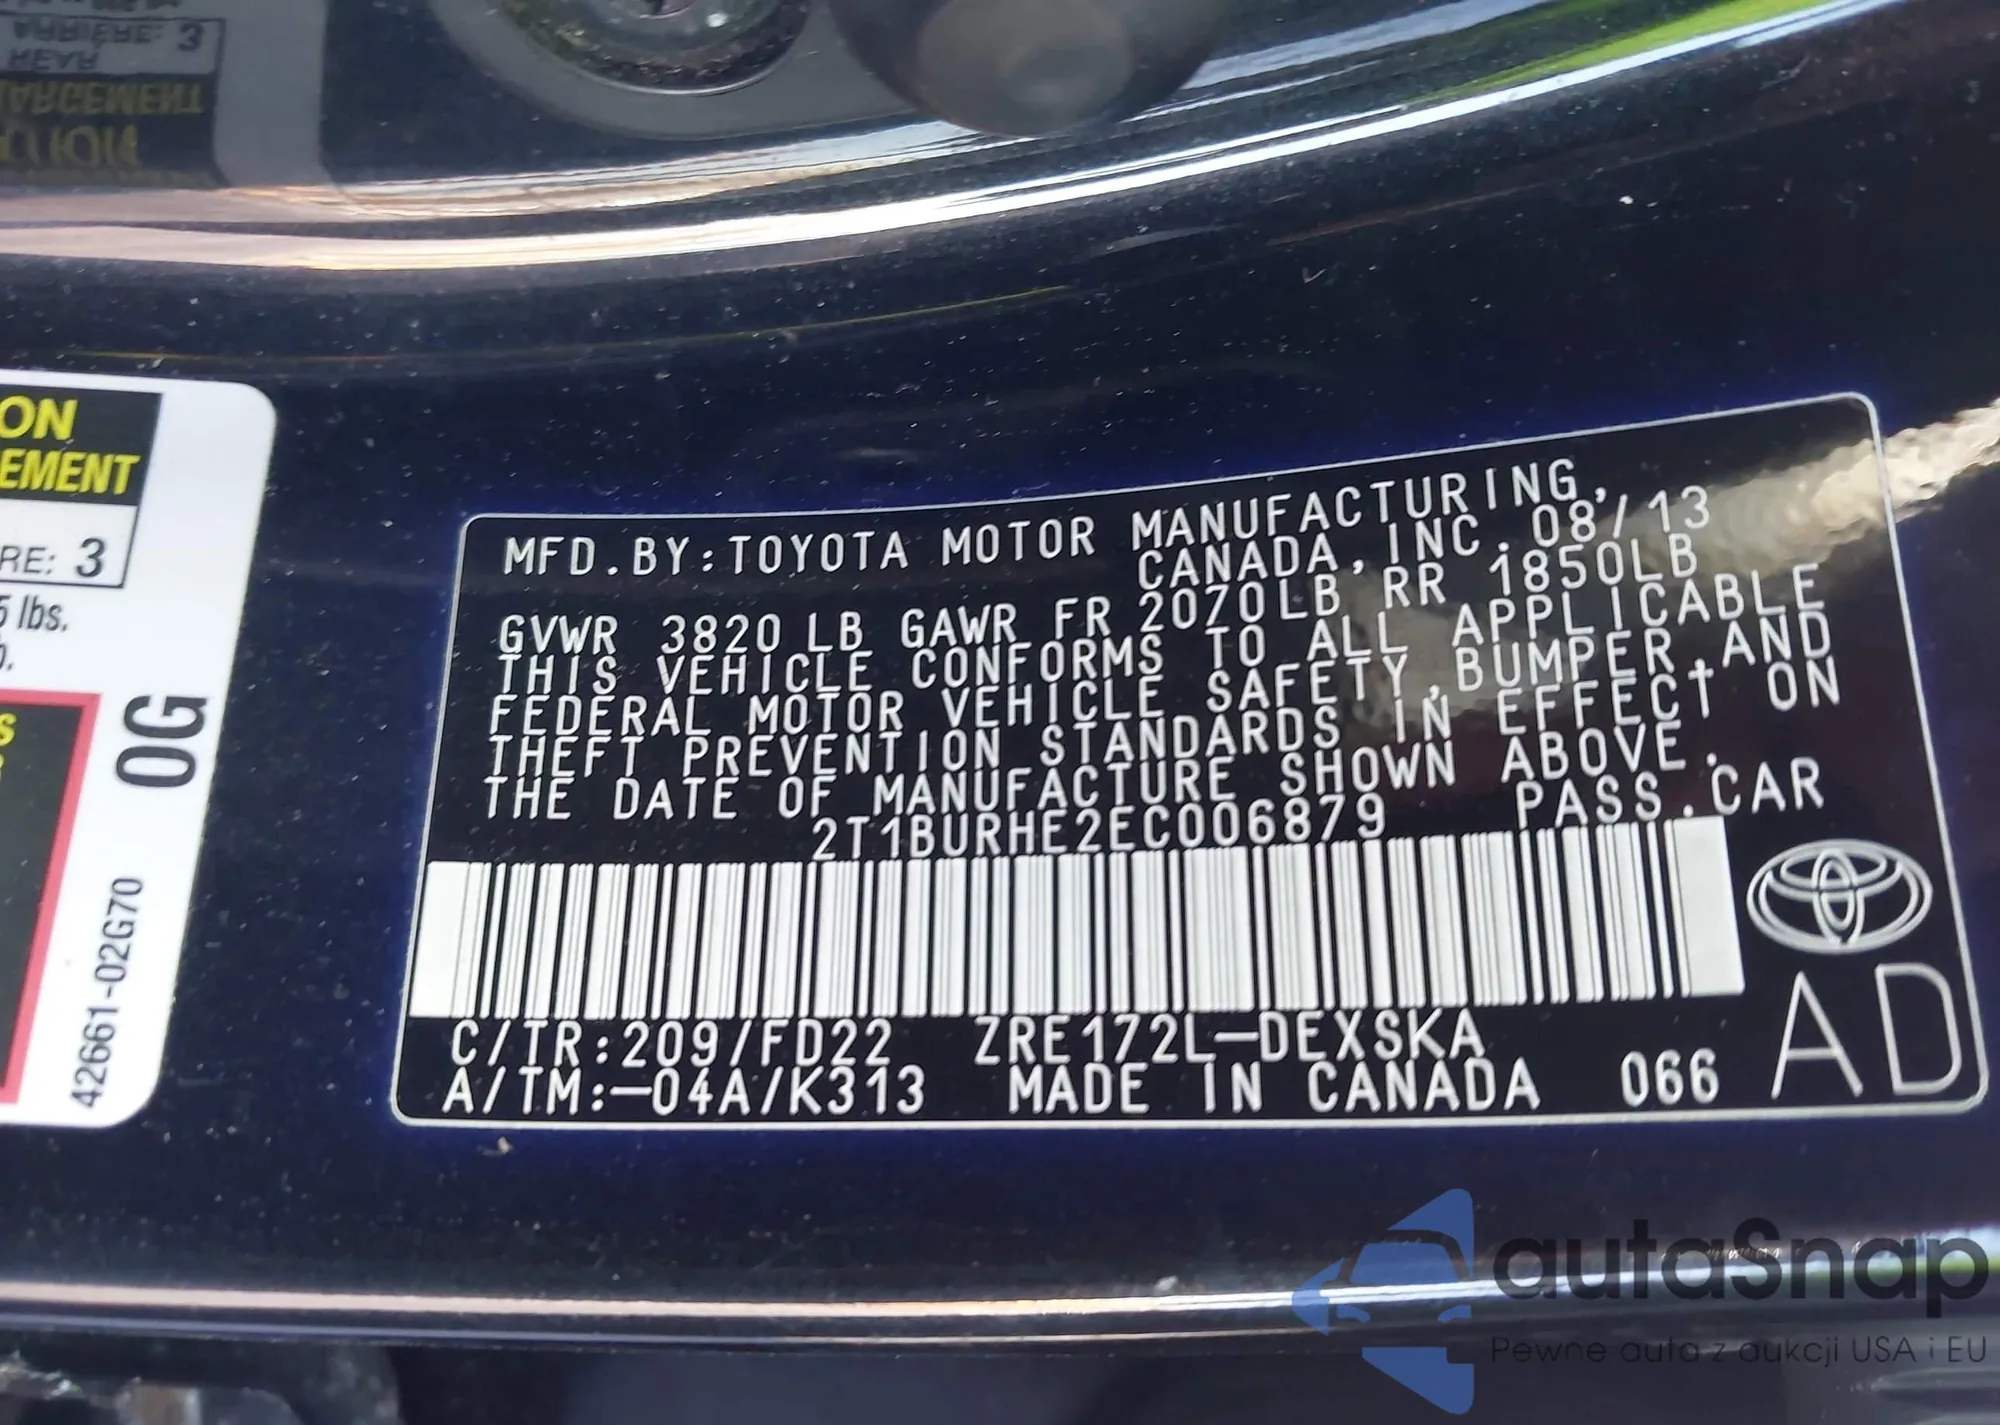 ON
EMENT
RE: 3
5 lbs.
0G
42661-02G70
MFD.BY:TOYOTA MOTOR MANUFACTURING,
CANADA,INC.08/13
GVWR 3820 LB GAWR FR 2070LB RR 1850LB
THIS VEHICLE CONFORMS TO ALL APPLICABLE
FEDERAL MOTOR VEHICLE SAFETY,BUMPER,AND
THEFT PREVENTION STANDARDS IN EFFECT ON
THE DATE OF MANUFACTURE SHOWN ABOVE.
2T1BURHE2EC006879 PASS.CAR
C/TR:209/FD22 ZRE172L-DEXSKA
A/TM:-04A/K313 MADE IN CANADA 066
AD
autaSnap
Pewne auta z aukcji USA i EU